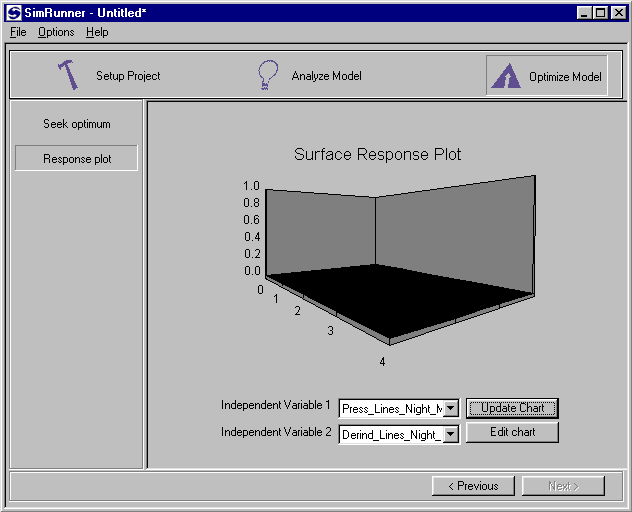 SimRunner - Untitled*
File Options Help
Setup Project Analyze Model Optimize Model
Seek optimum
Response plot
Surface Response Plot
1.0
0.8
0.6
0.4
0.2
0.0
0
1
2
3
4
Independent Variable 1 Press_Lines_Night_ Update Chart
Independent Variable 2 Derind_Lines_Night_ Edit chart
< Previous Next >